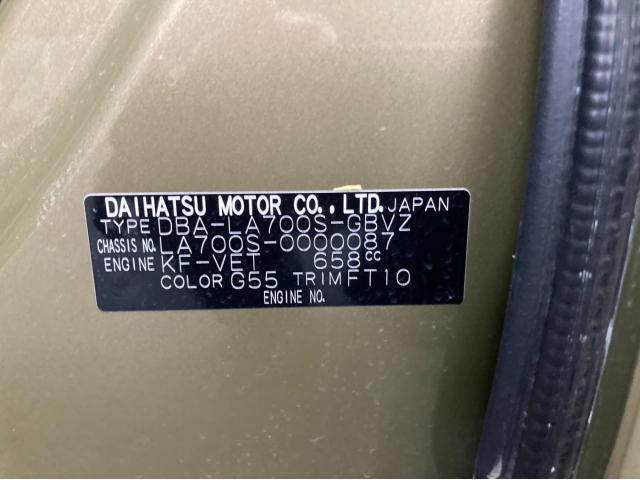 DAIHATSU MOTOR CO., LTD. JAPAN
TYPE DBA-LA700S-GBVZ
CHASSIS NO. LA700S-0000087
ENGINE KF-VET 658CC
COLOR G55 TRIM FT10
ENGINE NO.